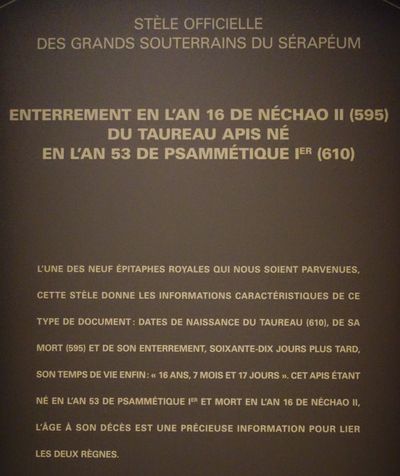 STÈLE OFFICIELLE
DES GRANDS SOUTERRAINS DU SÉRAPÉUM
ENTERREMENT EN L'AN 16 DE NÉCHAO II (595)
DU TAUREAU APIS NÉ
EN L'AN 53 DE PSAMMÉTIQUE IER (610)
L'UNE DES NEUF ÉPITAPHES ROYALES QUI NOUS SOIENT PARVENUES,
CETTE STÈLE DONNE LES INFORMATIONS CARACTÉRISTIQUES DE CE
TYPE DE DOCUMENT : DATES DE NAISSANCE DU TAUREAU (610), DE SA
MORT (595) ET DE SON ENTERREMENT, SOIXANTE-DIX JOURS PLUS TARD,
SON TEMPS DE VIE ENFIN : « 16 ANS, 7 MOIS ET 17 JOURS ». CET APIS ÉTANT
NÉ EN L'AN 53 DE PSAMMÉTIQUE IER ET MORT EN L'AN 16 DE NÉCHAO II,
L'ÂGE À SON DÉCÈS EST UNE PRÉCIEUSE INFORMATION POUR LIER
LES DEUX RÈGNES.